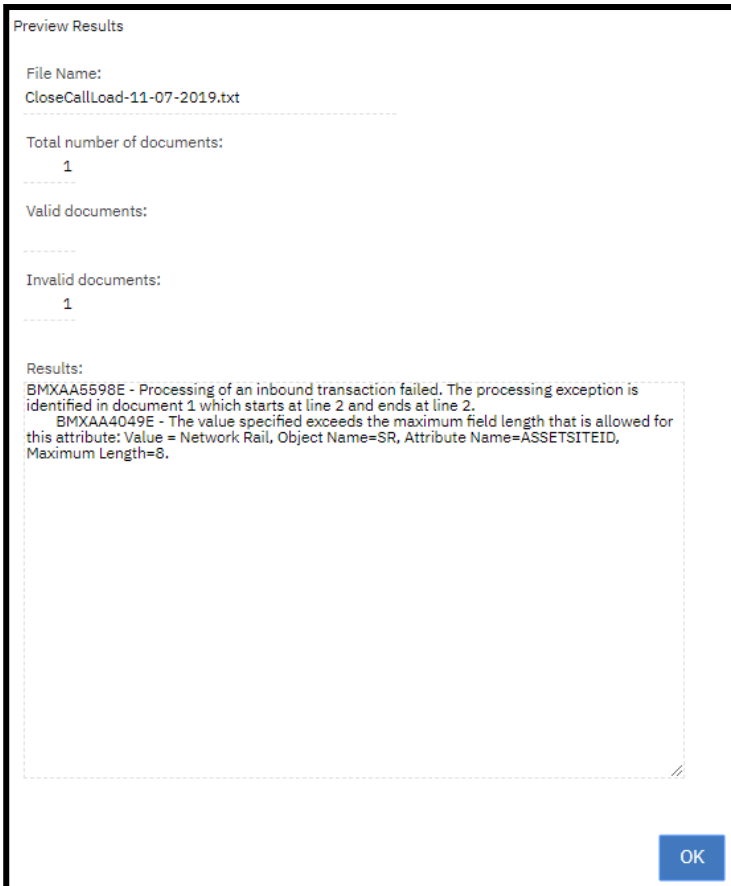 Preview Results
File Name:
CloseCallLoad-11-07-2019.txt
Total number of documents:
1
Valid documents:
Invalid documents:
1
Results:
BMXAA5598E - Processing of an inbound transaction failed. The processing exception is
identified in document 1 which starts at line 2 and ends at line 2.
BMXAA4049E - The value specified exceeds the maximum field length that is allowed for
this attribute: Value = Network Rail, Object Name=SR, Attribute Name=ASSETSITEID,
Maximum Length=8.
OK